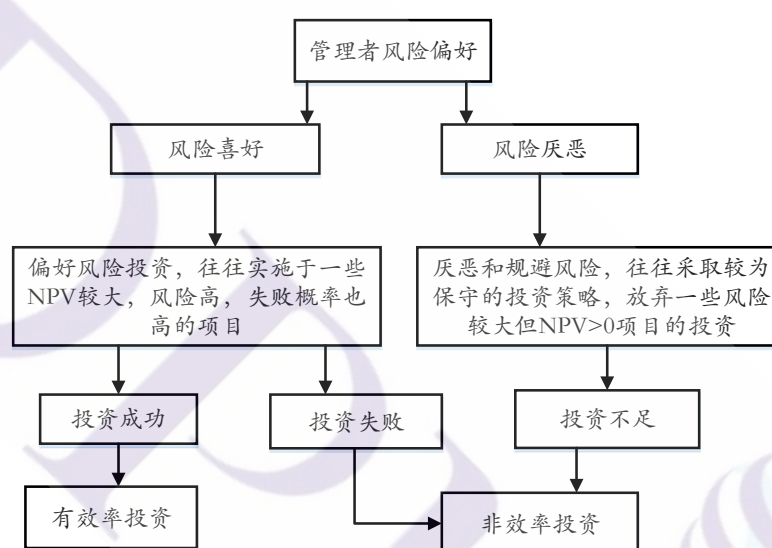 管理者风险偏好
风险喜好
风险厌恶
偏好风险投资，往往实施于一些
NPV较大，风险高，失败概率也
高的项目
厌恶和规避风险，往往采取较为
保守的投资策略，放弃一些风险
较大但NPV>0项目的投资
投资成功
投资失败
投资不足
有效率投资
非效率投资